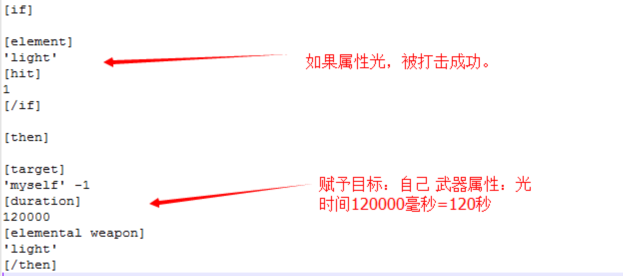 [if]
[element]
'light'
[hit]
1
[/if]
如果属性光，被打击成功。
[then]
[target]
'myself' -1
[duration]
120000
[elemental weapon]
'light'
[/then]
赋予目标：自己 武器属性：光
时间120000毫秒=120秒